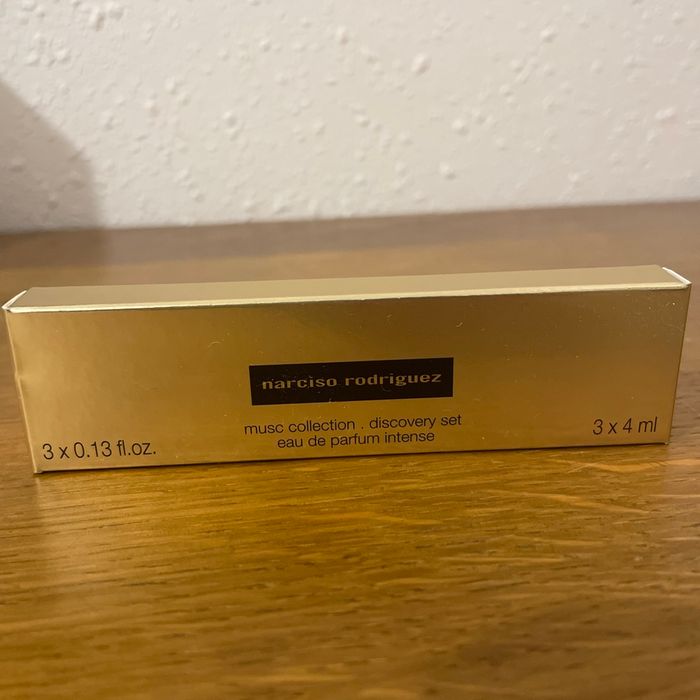 narciso rodriguez
musc collection . discovery set
eau de parfum intense
3 x 0.13 fl.oz.
3 x 4 ml